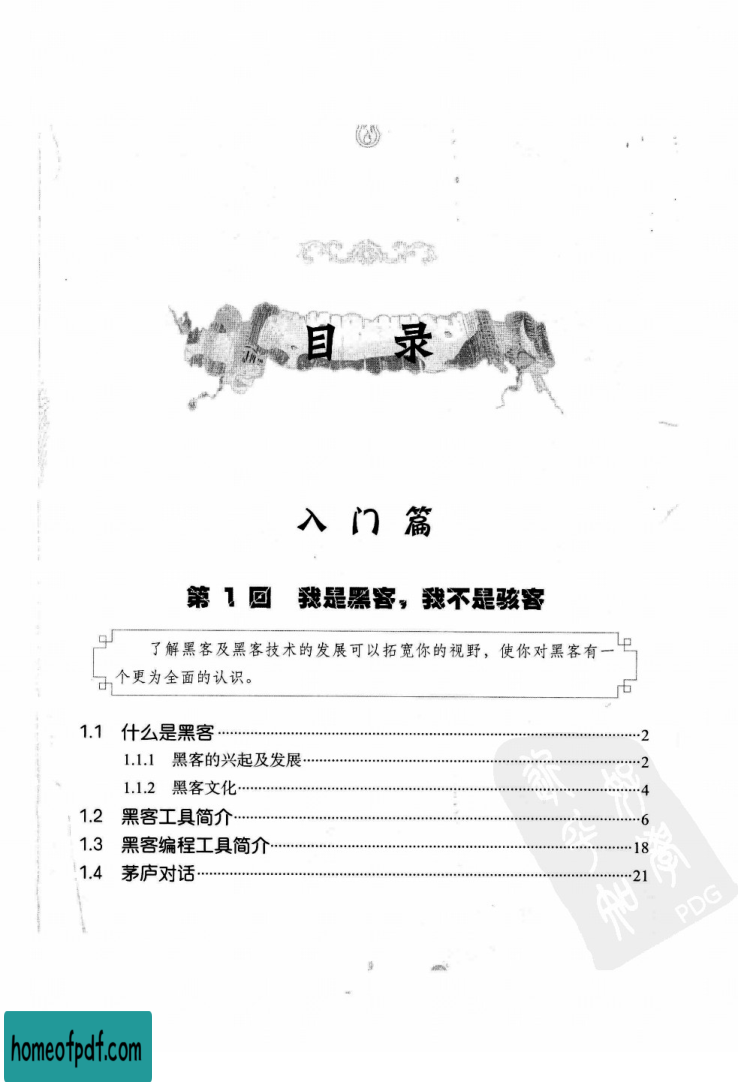 目 录
入 门 篇
第 1 回 我是黑客，我不是骇客
了解黑客及黑客技术的发展可以拓宽你的视野，使你对黑客有一
个更为全面的认识。
1.1 什么是黑客……2
1.1.1 黑客的兴起及发展……2
1.1.2 黑客文化……4
1.2 黑客工具简介……6
1.3 黑客编程工具简介……18
1.4 茅庐对话……21
PDG
homeofpdf.com